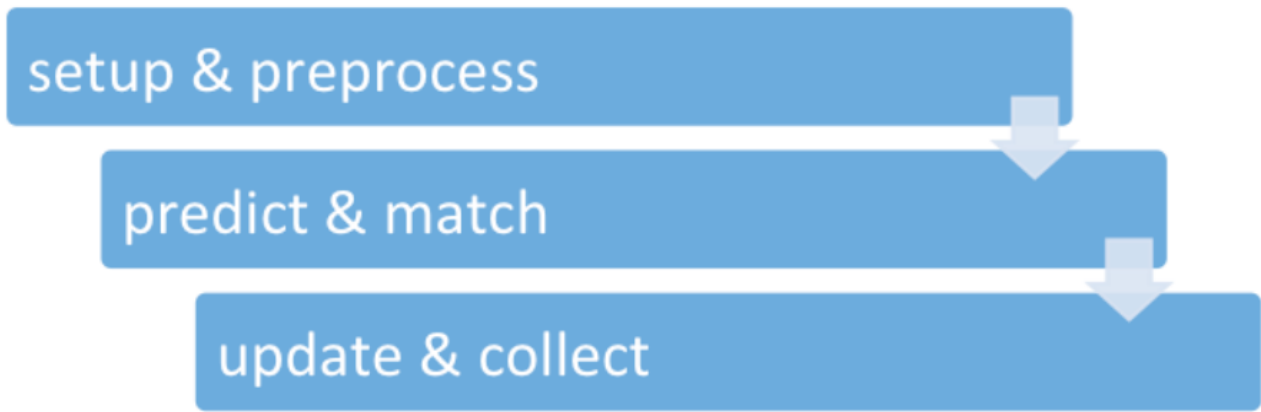 setup & preprocess
predict & match
update & collect